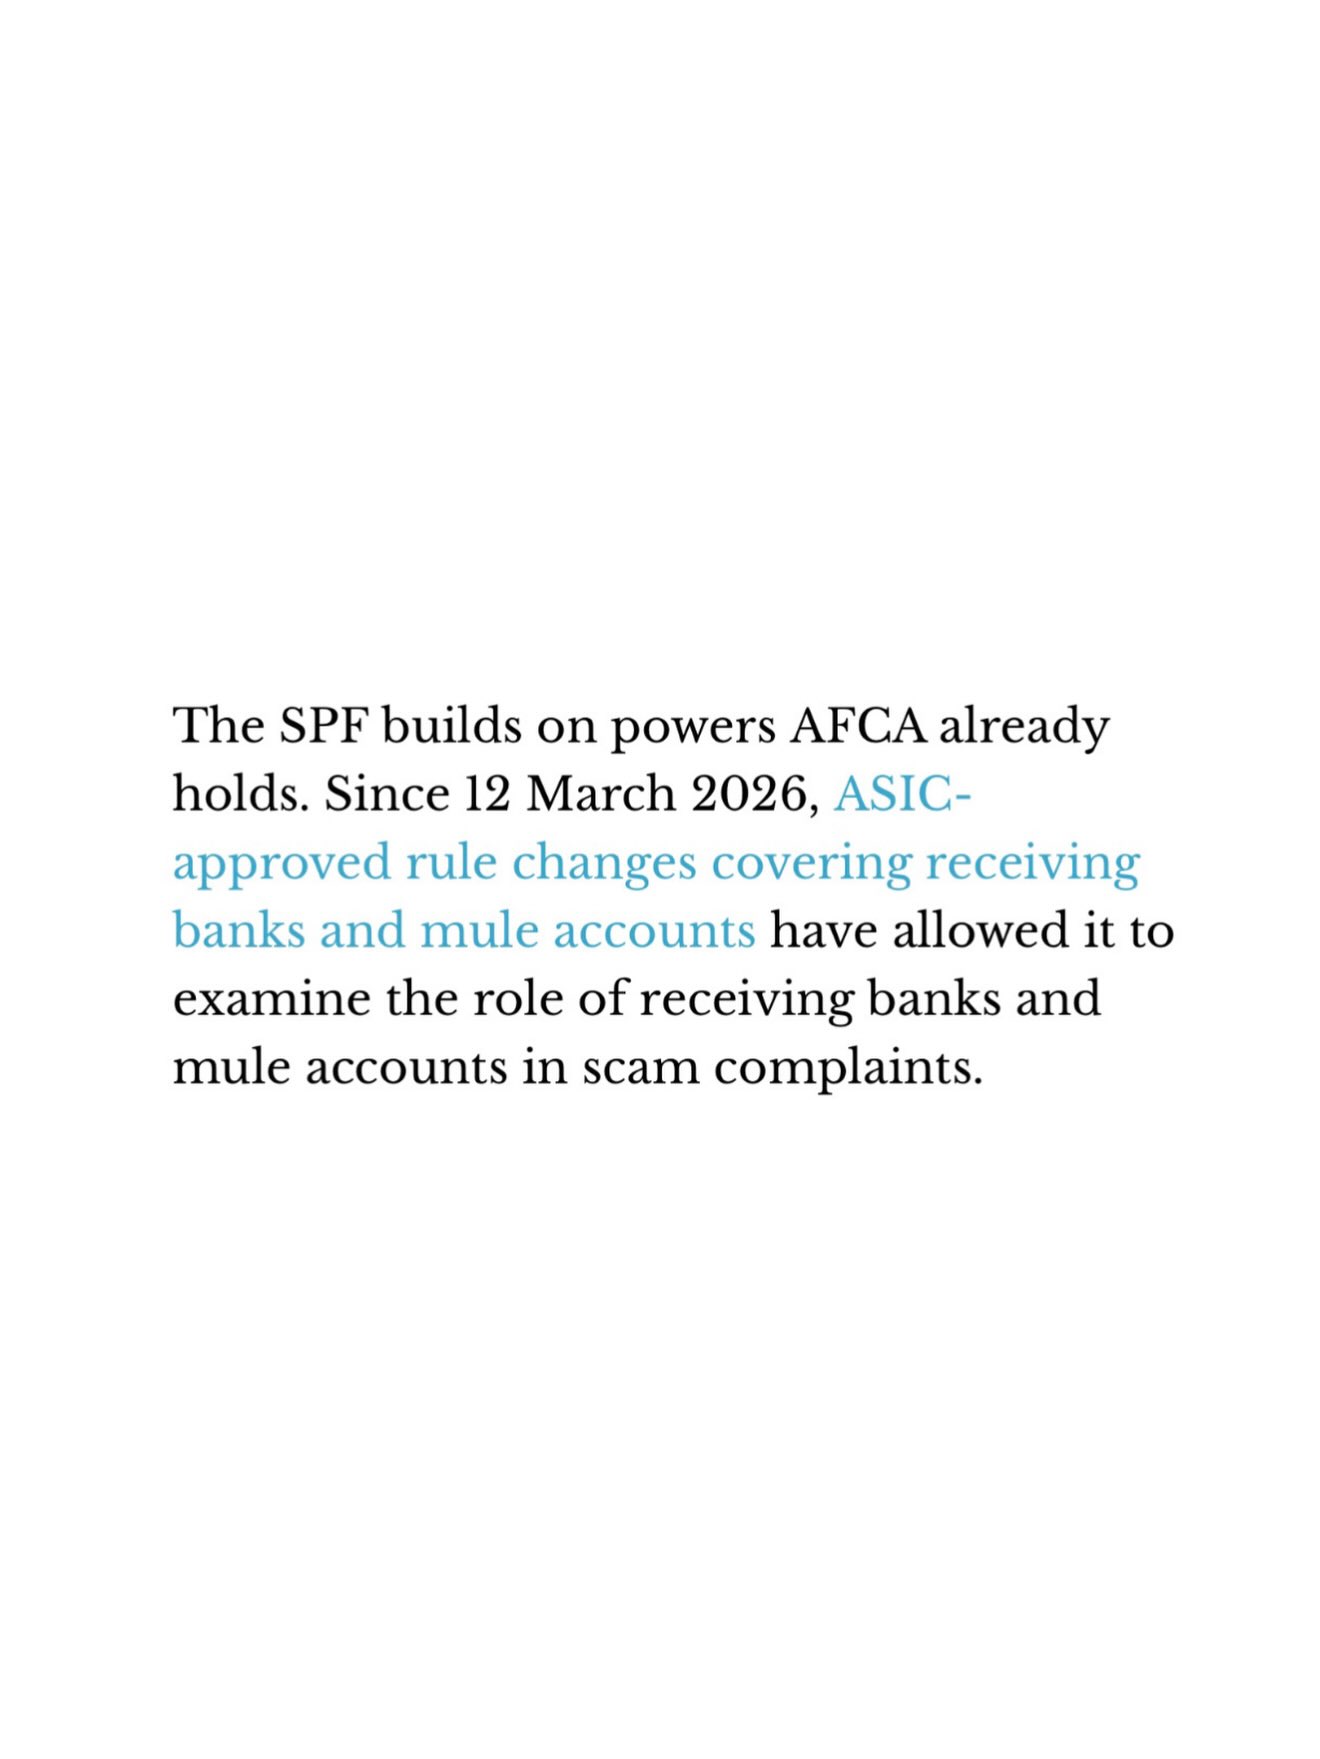 The SPF builds on powers AFCA already
holds. Since 12 March 2026, ASIC-
approved rule changes covering receiving
banks and mule accounts have allowed it to
examine the role of receiving banks and
mule accounts in scam complaints.